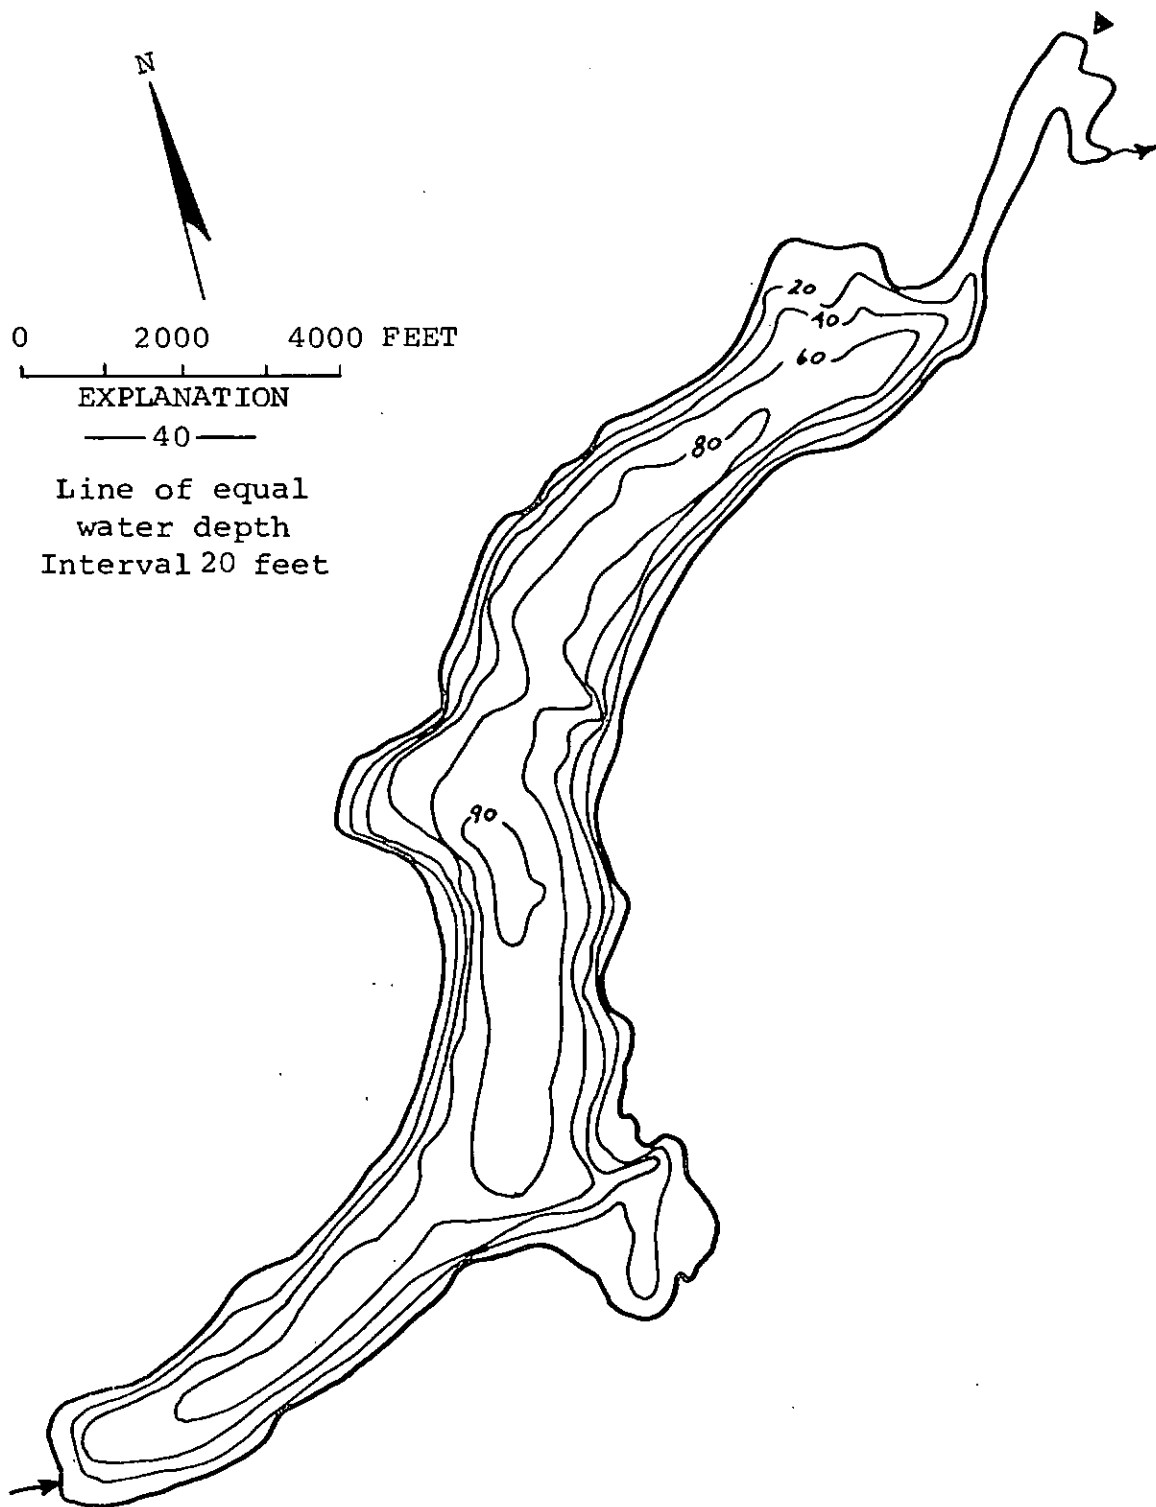 N
0 2000 4000 FEET
EXPLANATION
40
Line of equal
water depth
Interval 20 feet
20
40
60
80
90